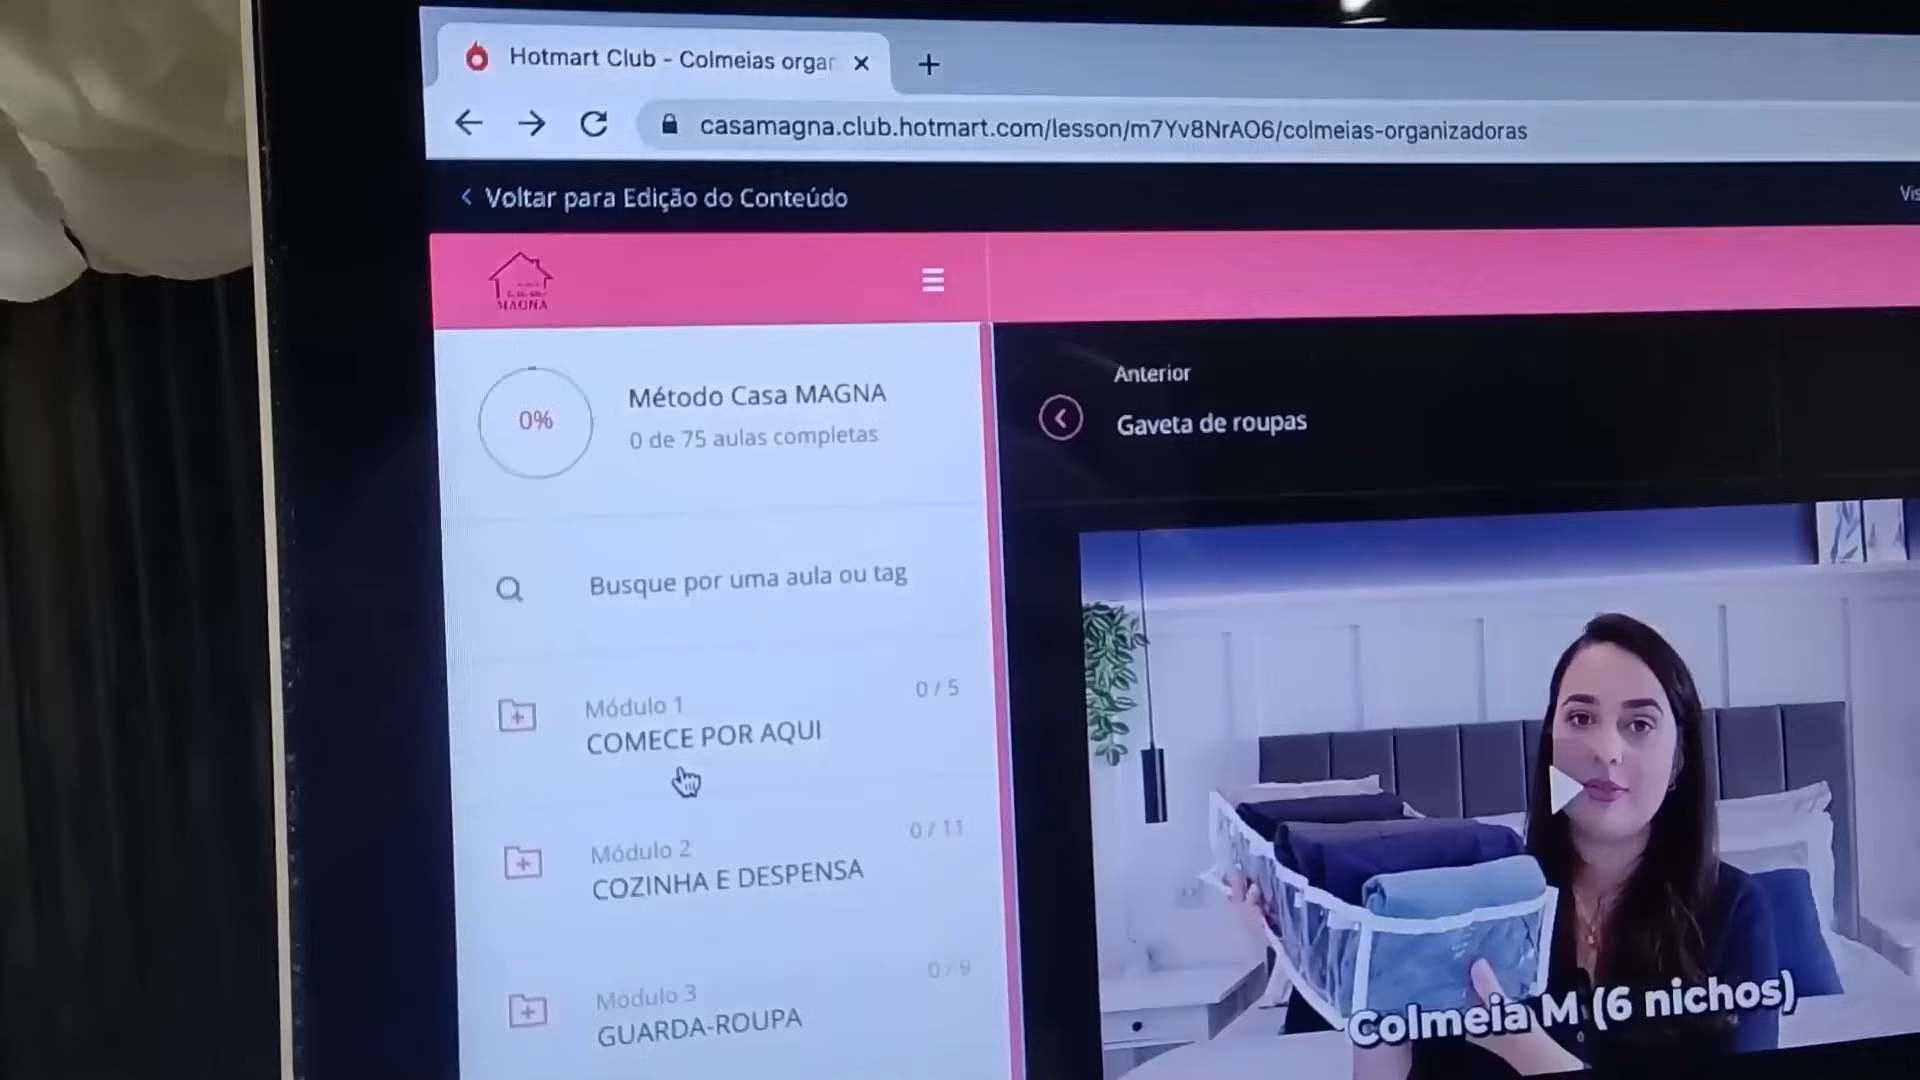 Hotmart Club - Colmeias orgar
casamagna.club.hotmart.com/lesson/m7Yv8NrAO6/colmeias-organizadoras
Voltar para Edição do Conteúdo
Vis
MAGNA
0%
Método Casa MAGNA
0 de 75 aulas completas
Anterior
Gaveta de roupas
Busque por uma aula ou tag
Módulo 1
0 / 5
COMECE POR AQUI
Módulo 2
0 / 11
COZINHA E DESPENSA
Módulo 3
0 / 9
GUARDA-ROUPA
Colmeia M (6 nichos)